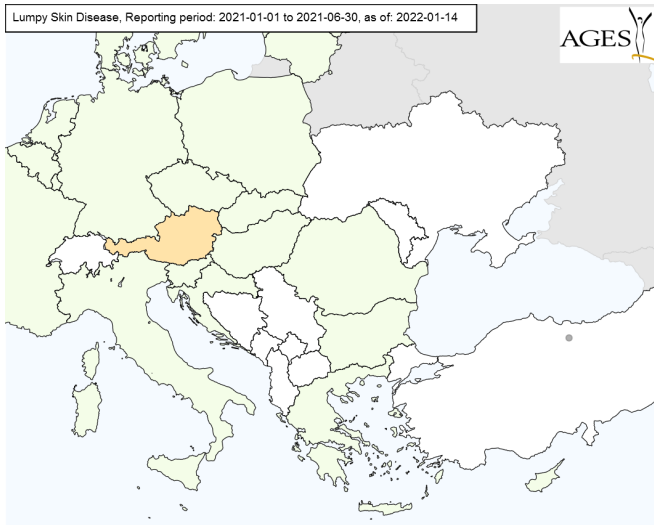 Lumpy Skin Disease, Reporting period: 2021-01-01 to 2021-06-30, as of: 2022-01-14
AGES